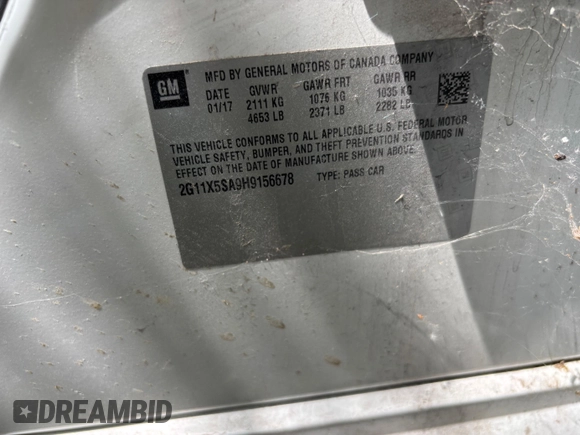 GM
MFD BY GENERAL MOTORS OF CANADA COMPANY
DATE GVWR GAWR FRT GAWR RR
01/17 2111 KG 1076 KG 1035 KG
4653 LB 2371 LB 2282 LB
THIS VEHICLE CONFORMS TO ALL APPLICABLE U.S. FEDERAL MOTOR
VEHICLE SAFETY, BUMPER, AND THEFT PREVENTION STANDARDS IN
EFFECT ON THE DATE OF MANUFACTURE SHOWN ABOVE.
2G11X5SA9H9156678 TYPE: PASS CAR
DREAMBID